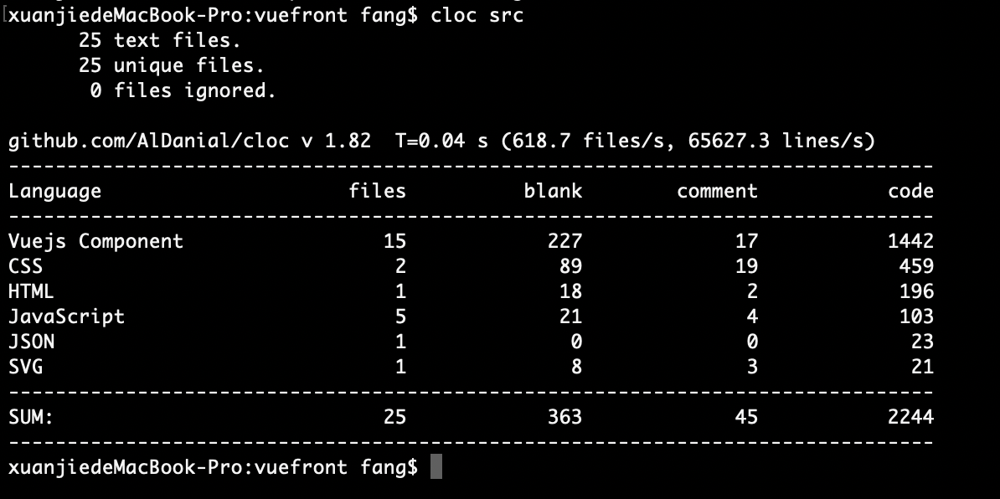 xuanjiedeMacBook-Pro:vuefront fang$ cloc src
      25 text files.
      25 unique files.
       0 files ignored.

github.com/AlDanial/cloc v 1.82  T=0.04 s (618.7 files/s, 65627.3 lines/s)
-------------------------------------------------------------------------------
Language                     files          blank        comment           code
-------------------------------------------------------------------------------
Vuejs Component                 15            227             17           1442
CSS                              2             89             19            459
HTML                             1             18              2            196
JavaScript                       5             21              4            103
JSON                             1              0              0             23
SVG                              1              8              3             21
-------------------------------------------------------------------------------
SUM:                            25            363             45           2244
-------------------------------------------------------------------------------
xuanjiedeMacBook-Pro:vuefront fang$